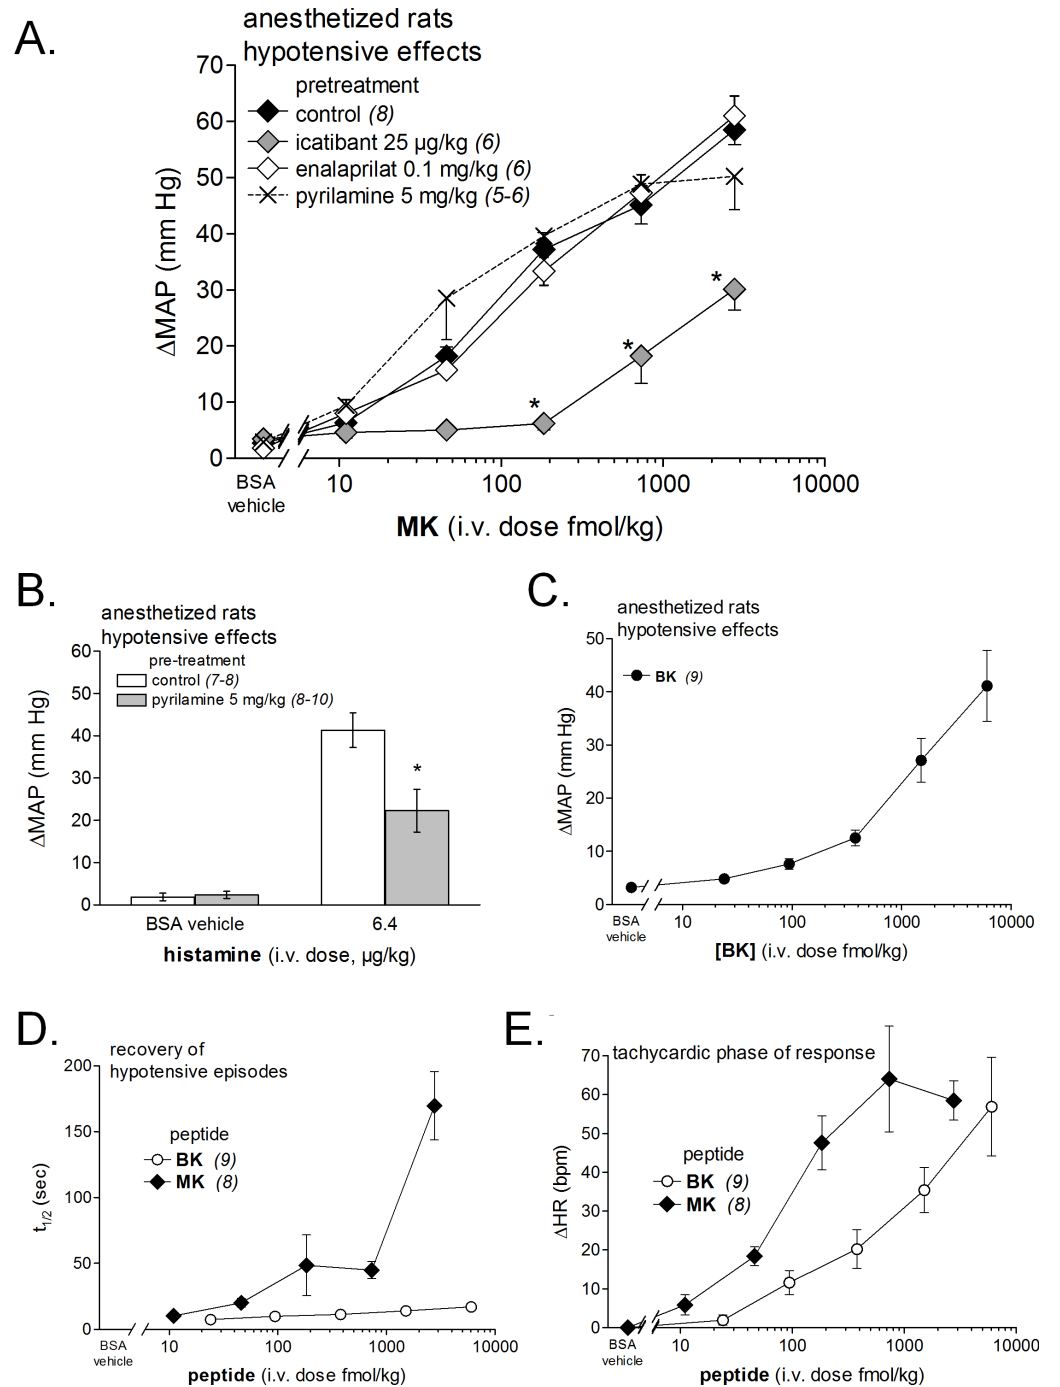 A.
anesthetized rats
hypotensive effects
pretreatment
control (8)
icatibant 25 µg/kg (6)
enalaprilat 0.1 mg/kg (6)
pyrilamine 5 mg/kg (5-6)
70
60
50
40
30
20
10
0
ΔMAP (mm Hg)
*
*
*
BSA
vehicle
10
100
1000
10000
MK (i.v. dose fmol/kg)
B.
anesthetized rats
hypotensive effects
pre-treatment
control (7-8)
pyrilamine 5 mg/kg (8-10)
60
50
40
30
20
10
0
ΔMAP (mm Hg)
*
BSA vehicle
6.4
histamine (i.v. dose, µg/kg)
C.
anesthetized rats
hypotensive effects
BK (9)
50
40
30
20
10
0
ΔMAP (mm Hg)
BSA
vehicle
10
100
1000
10000
[BK] (i.v. dose fmol/kg)
D.
recovery of
hypotensive episodes
peptide
BK (9)
MK (8)
200
150
100
50
0
t1/2 (sec)
BSA
vehicle
10
100
1000
10000
peptide (i.v. dose fmol/kg)
E.
tachycardic phase of response
peptide
BK (9)
MK (8)
70
60
50
40
30
20
10
0
ΔHR (bpm)
BSA
vehicle
10
100
1000
10000
peptide (i.v. dose fmol/kg)